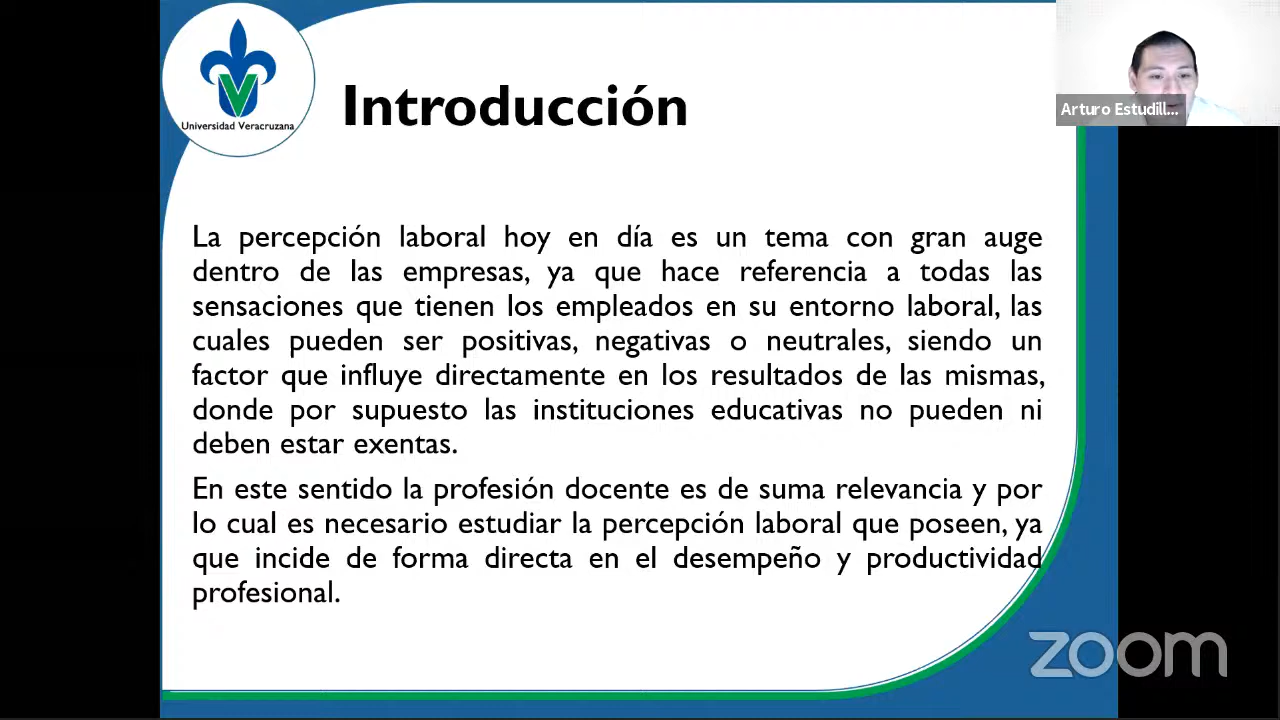 Universidad Veracruzana
Introducción
Arturo Estudill...
La percepción laboral hoy en día es un tema con gran auge
dentro de las empresas, ya que hace referencia a todas las
sensaciones que tienen los empleados en su entorno laboral, las
cuales pueden ser positivas, negativas o neutrales, siendo un
factor que influye directamente en los resultados de las mismas,
donde por supuesto las instituciones educativas no pueden ni
deben estar exentas.
En este sentido la profesión docente es de suma relevancia y por
lo cual es necesario estudiar la percepción laboral que poseen, ya
que incide de forma directa en el desempeño y productividad
profesional.
zoom